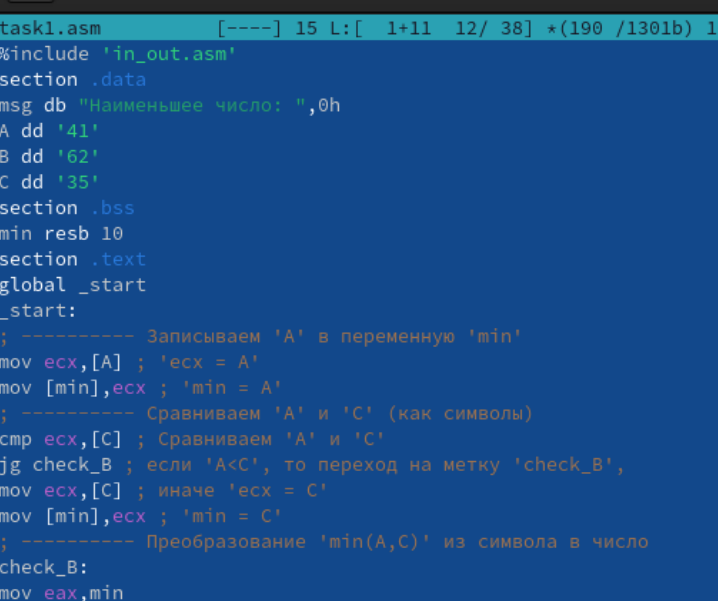 task1.asm [----] 15 L:[ 1+11 12/ 38] *(190 /1301b) 1
%include 'in_out.asm'
section .data
msg db "Наименьшее число: ",0h
A dd '41'
B dd '62'
C dd '35'
section .bss
min resb 10
section .text
global _start
_start:
; ---------- Записываем 'A' в переменную 'min'
mov ecx,[A] ; 'ecx = A'
mov [min],ecx ; 'min = A'
; ---------- Сравниваем 'A' и 'С' (как символы)
cmp ecx,[C] ; Сравниваем 'A' и 'С'
jg check_B ; если 'A<C', то переход на метку 'check_B',
mov ecx,[C] ; иначе 'ecx = C'
mov [min],ecx ; 'min = C'
; ---------- Преобразование 'min(A,C)' из символа в число
check_B:
mov eax,min